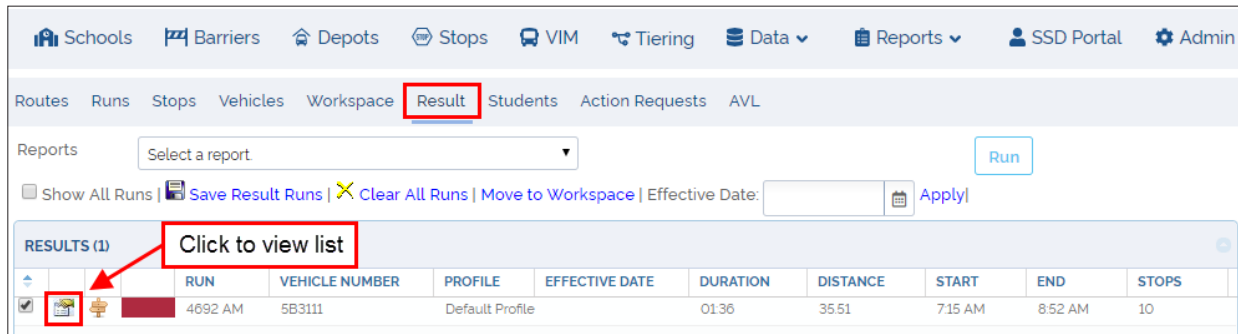 Schools Barriers Depots STOP Stops VIM Tiering Data Reports SSD Portal Admin
Routes Runs Stops Vehicles Workspace Result Students Action Requests AVL
Reports Select a report. Run
Show All Runs | Save Result Runs | Clear All Runs | Move to Workspace | Effective Date: Apply|
RESULTS (1) Click to view list
RUN VEHICLE NUMBER PROFILE EFFECTIVE DATE DURATION DISTANCE START END STOPS
4692 AM 5B3111 Default Profile 01:36 35.51 7:15 AM 8:52 AM 10